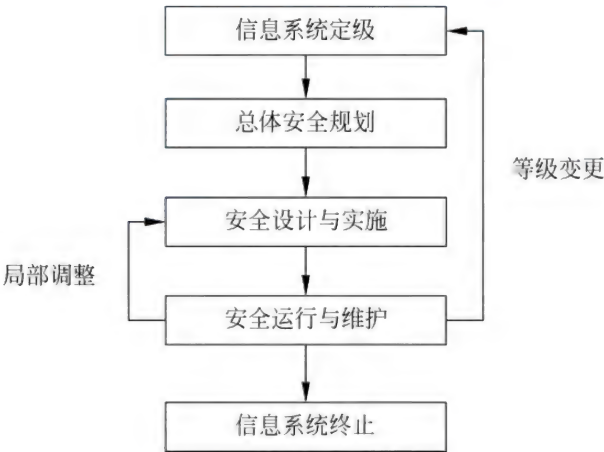 信息系统定级
总体安全规划
等级变更
安全设计与实施
局部调整
安全运行与维护
信息系统终止